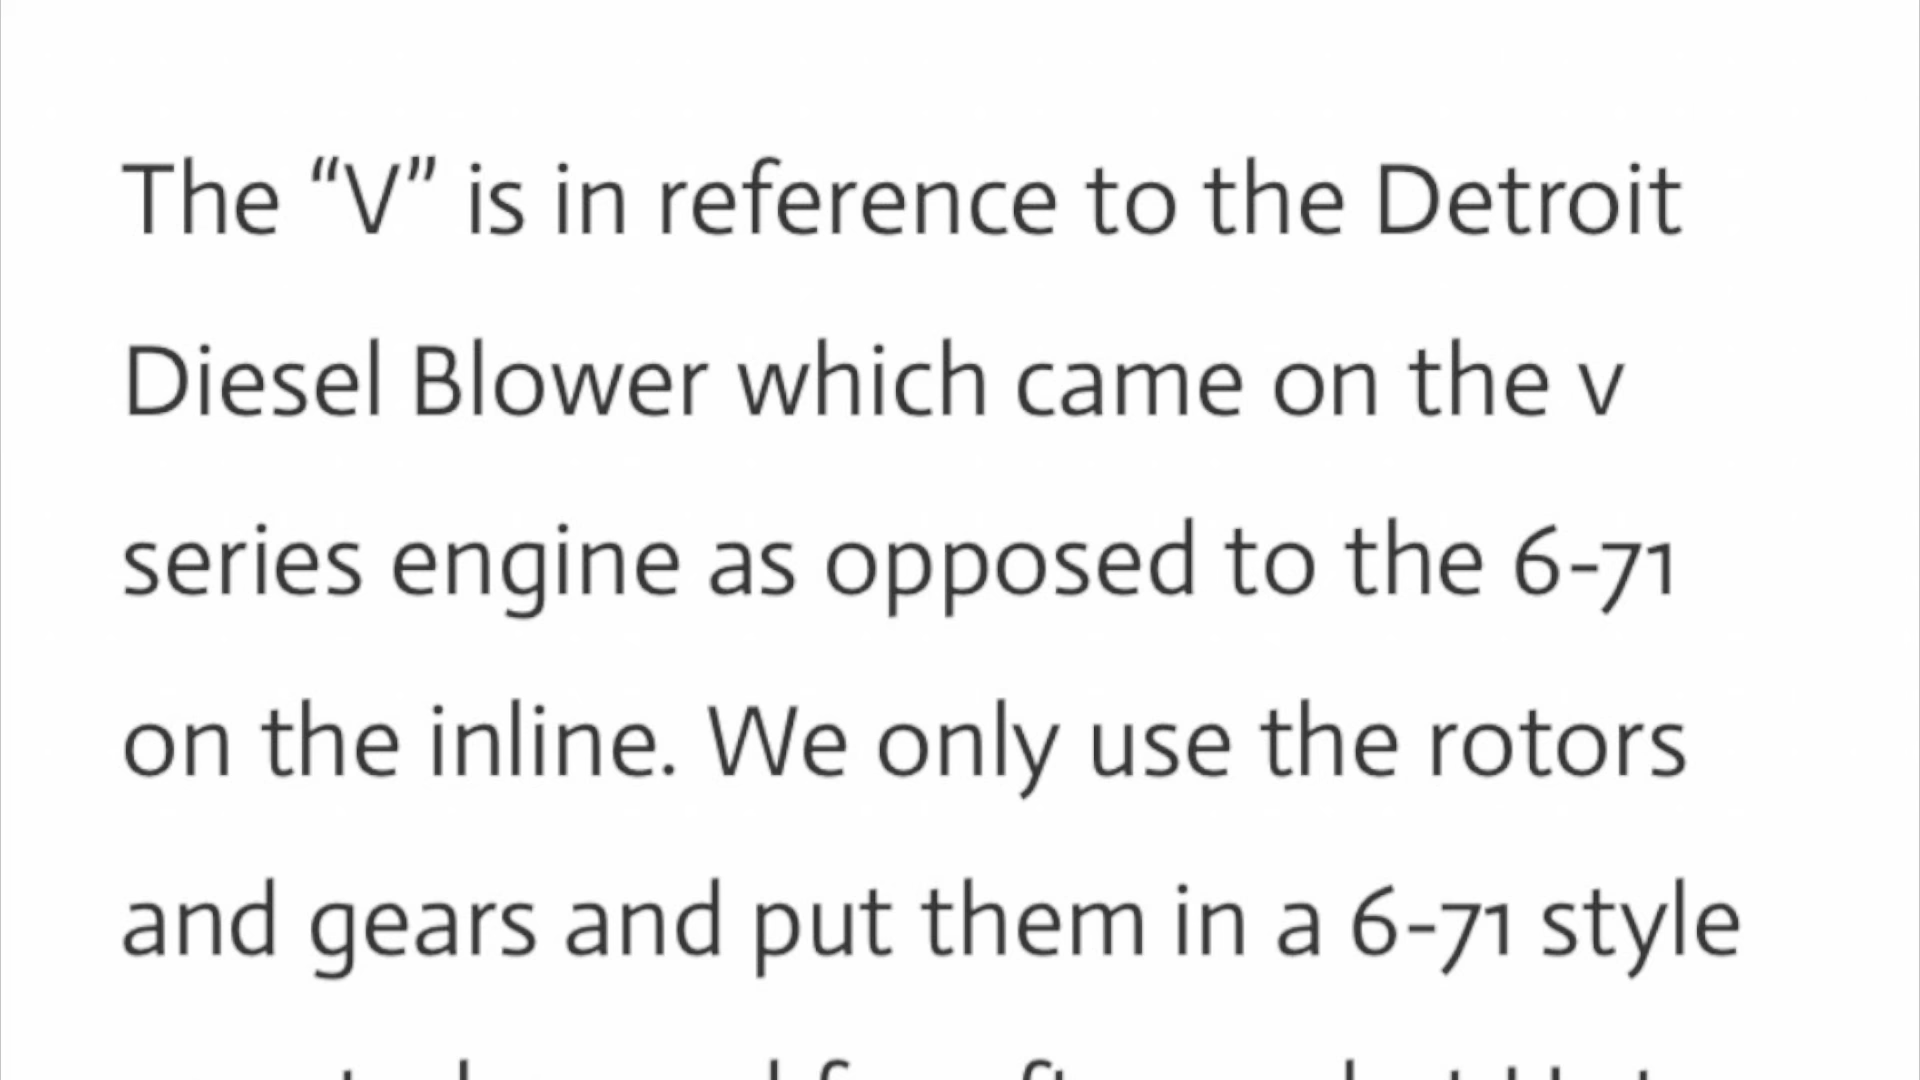 The “V” is in reference to the Detroit
Diesel Blower which came on the v
series engine as opposed to the 6-71
on the inline. We only use the rotors
and gears and put them in a 6-71 style